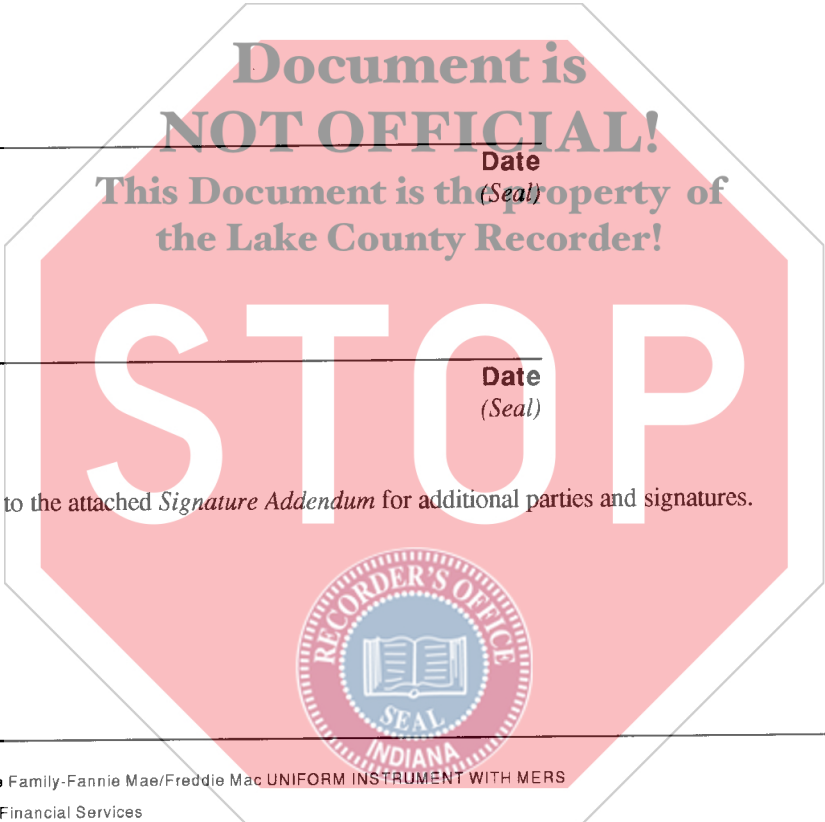 Document is
NOT OFFICIAL!
Date
This Document is the property of
(Seal)
the Lake County Recorder!
STOP
Date
(Seal)
to the attached Signature Addendum for additional parties and signatures.
RECORDER'S OFFICE
SEAL
INDIANA
Family-Fannie Mae/Freddie Mac UNIFORM INSTRUMENT WITH MERS
Financial Services